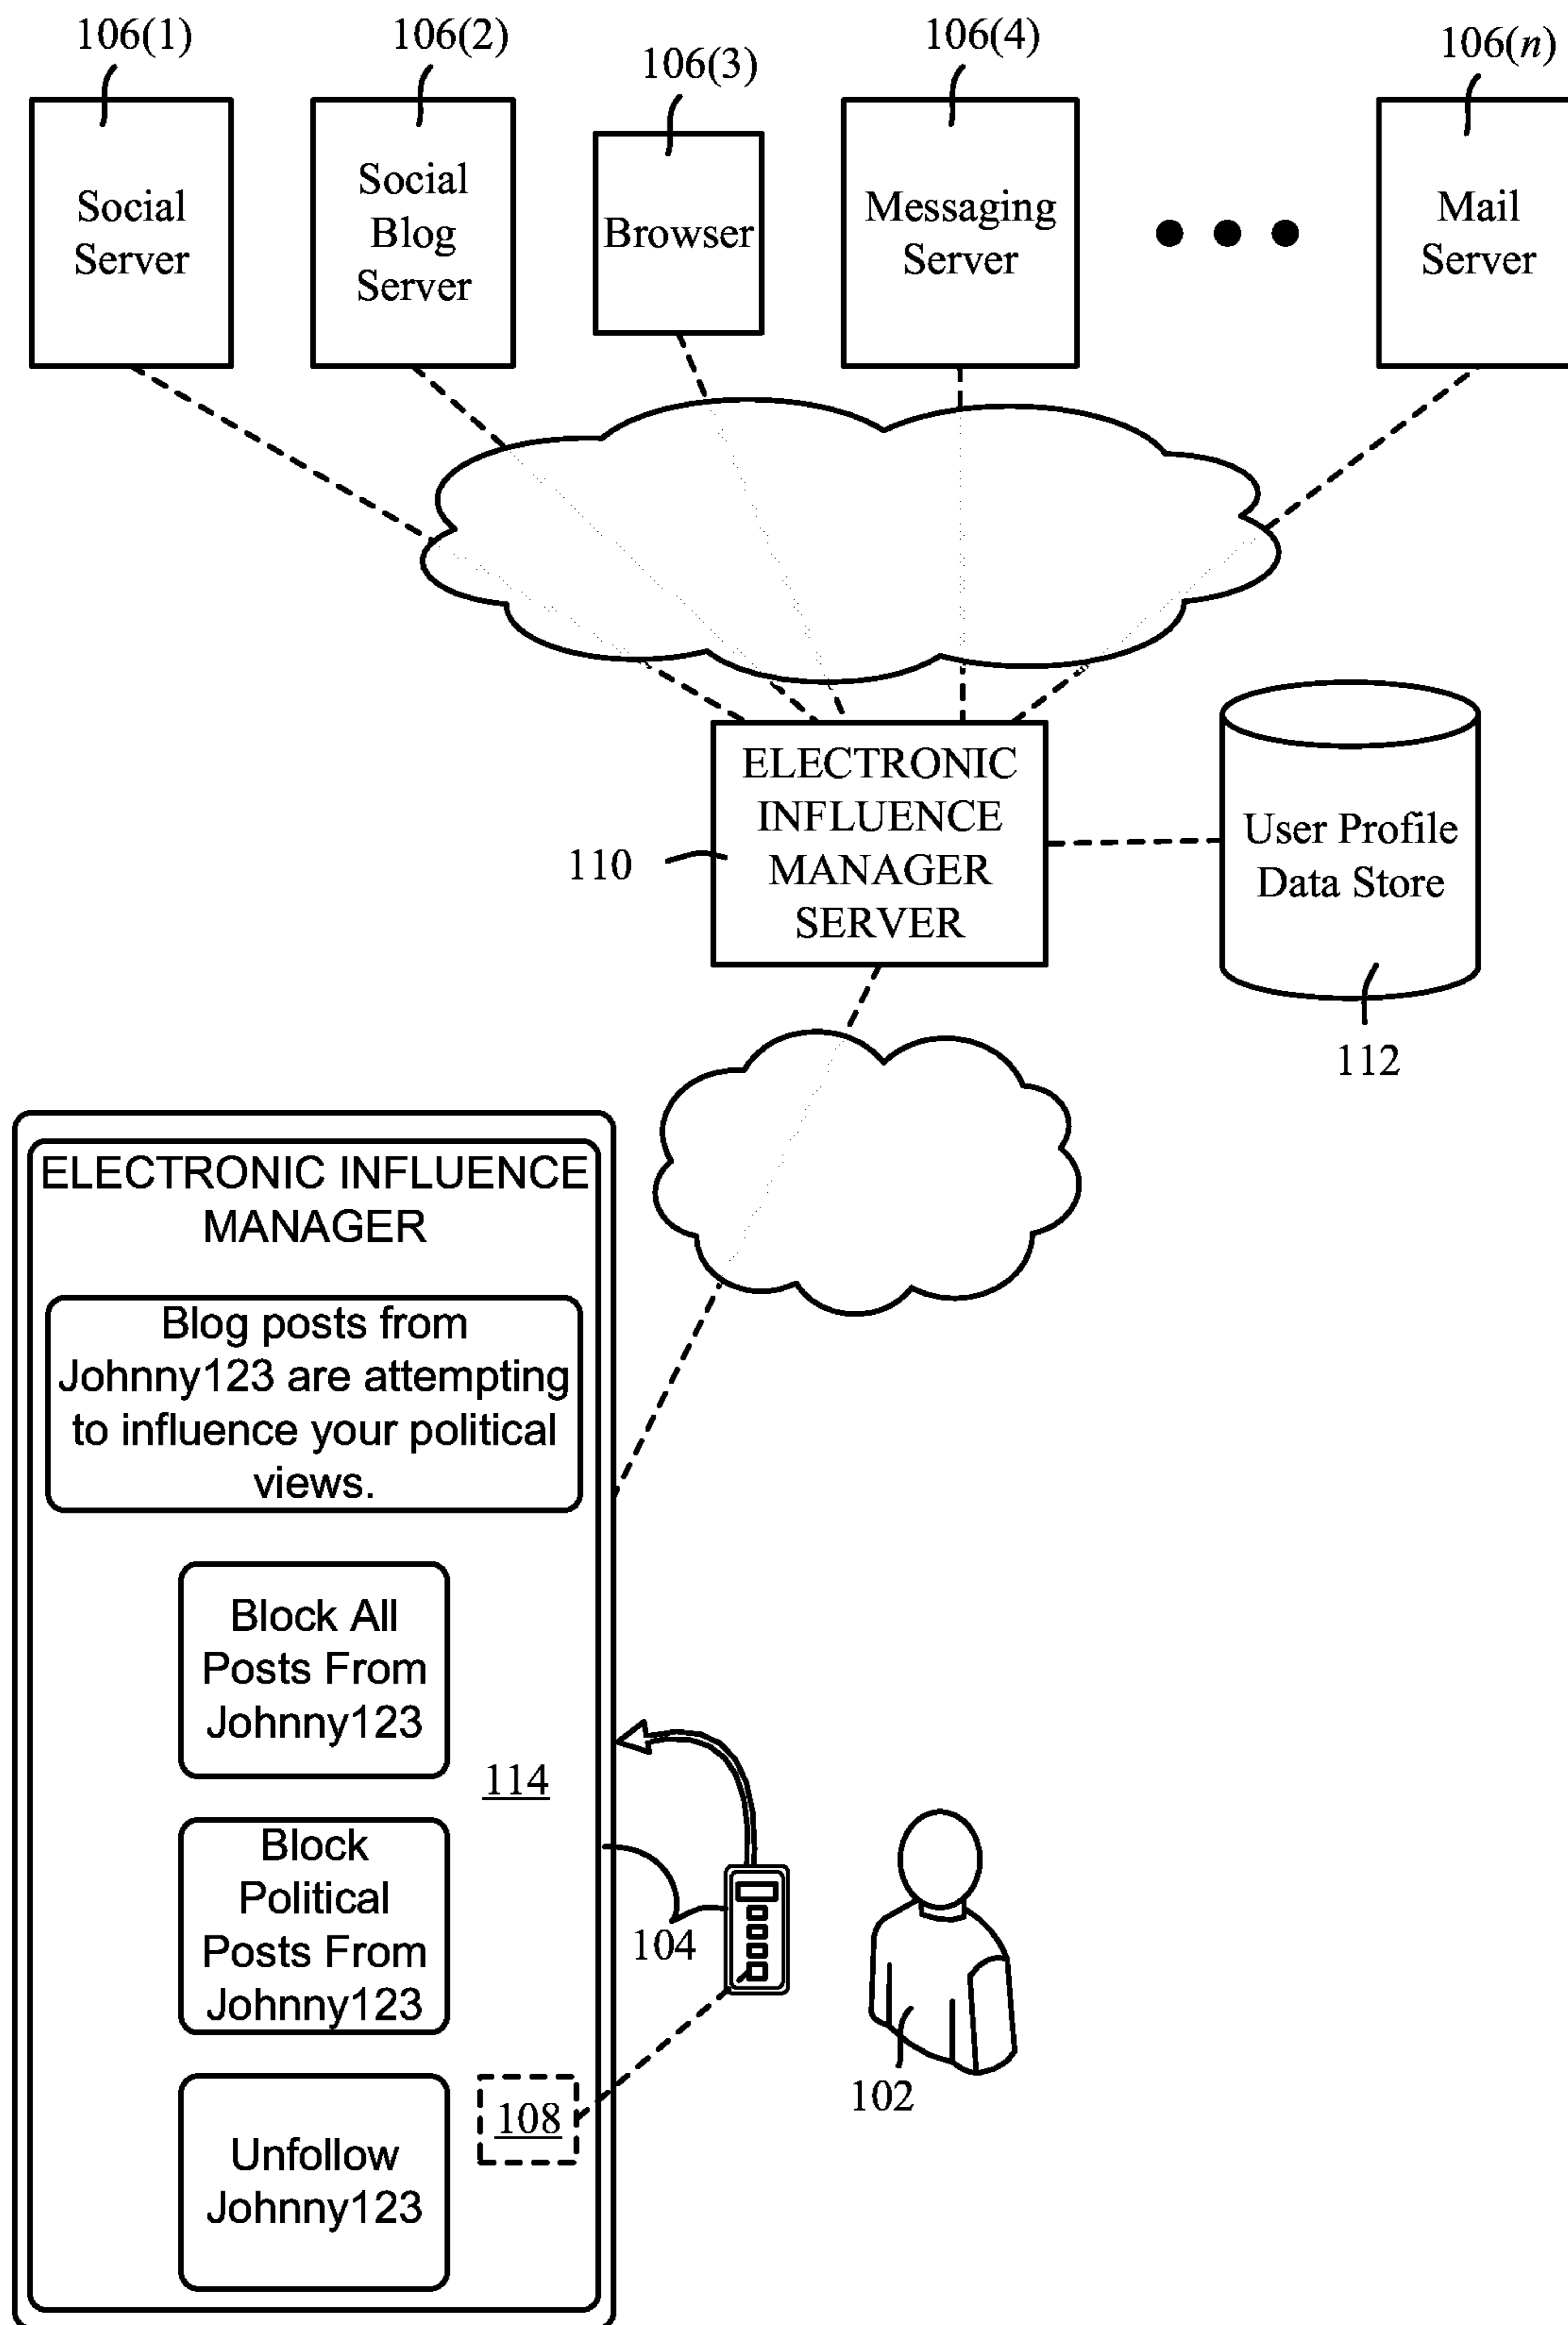 106(1)
106(2)
106(3)
106(4)
106(n)
Social
Server
Social
Blog
Server
Browser
Messaging
Server
Mail
Server
ELECTRONIC
INFLUENCE
MANAGER
SERVER
110
User Profile
Data Store
112
ELECTRONIC INFLUENCE
MANAGER
Blog posts from
Johnny123 are attempting
to influence your political
views.
Block All
Posts From
Johnny123
114
Block
Political
Posts From
Johnny123
104
102
108
Unfollow
Johnny123